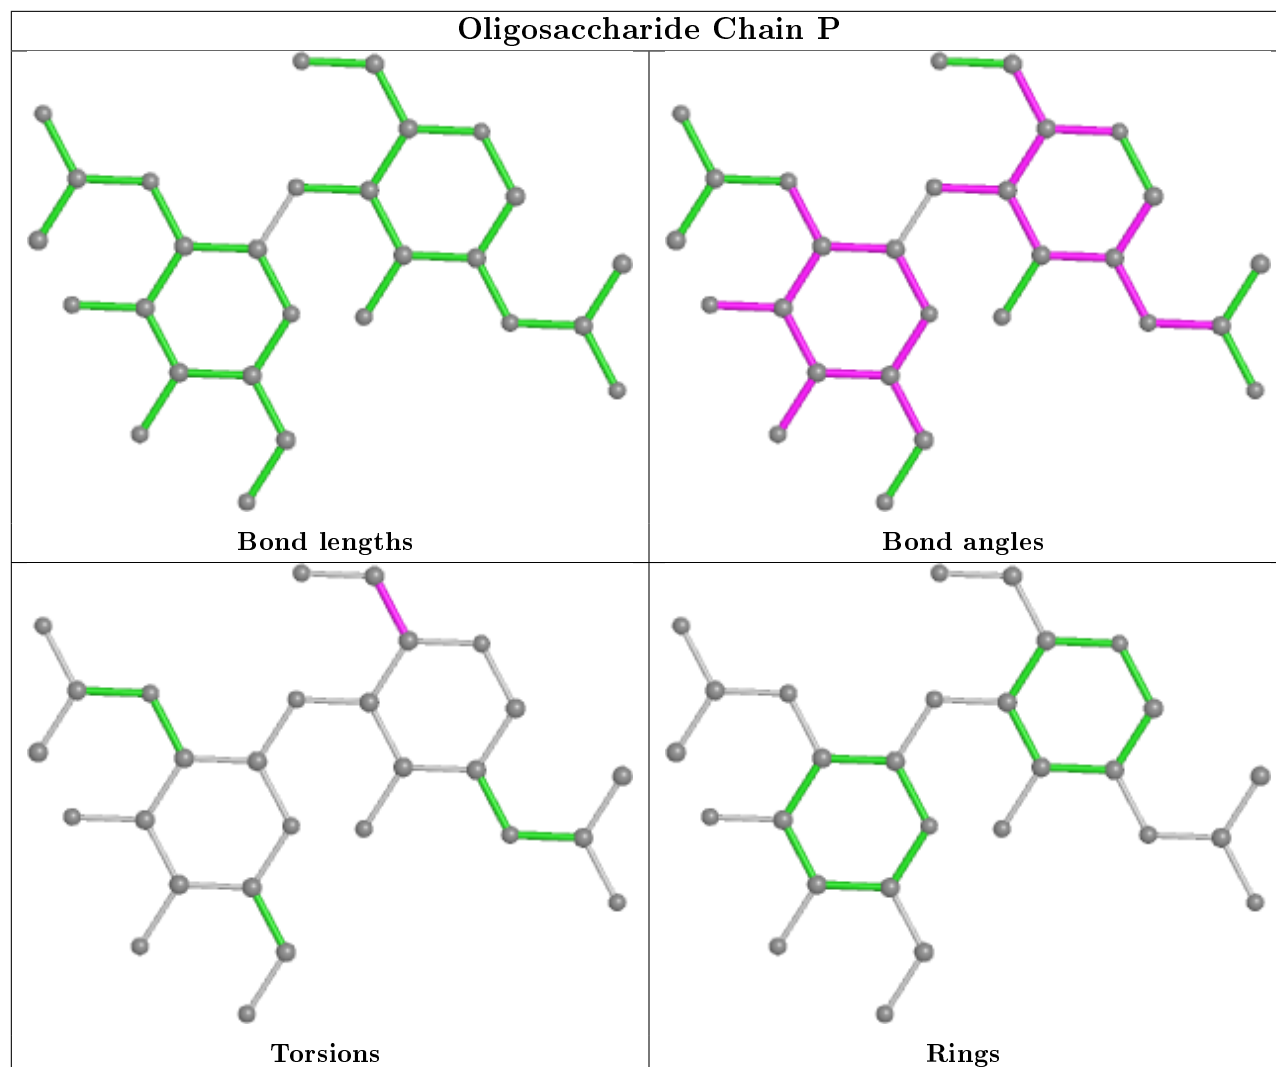 Oligosaccharide Chain P
Bond lengths
Bond angles
Torsions
Rings